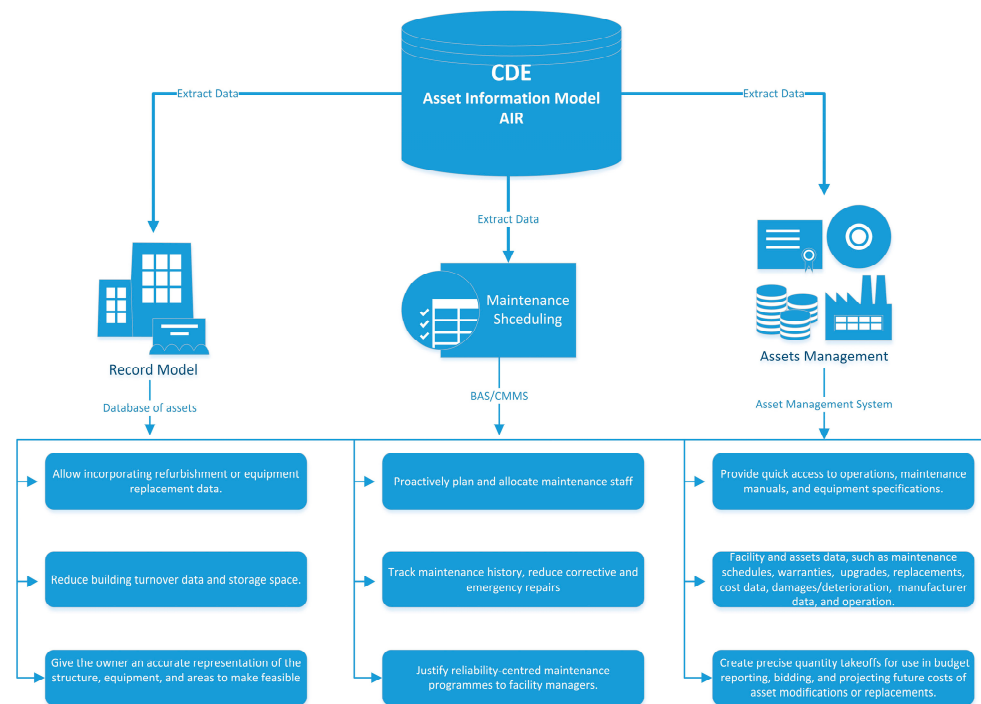 CDE
Asset Information Model
AIR
Extract Data
Extract Data
Extract Data
Maintenance
Shceduling
Record Model
Assets Management
Database of assets
BAS/CMMS
Asset Management System
Allow incorporating refurbishment or equipment
replacement data.
Proactively plan and allocate maintenance staff
Provide quick access to operations, maintenance
manuals, and equipment specifications.
Reduce building turnover data and storage space.
Track maintenance history, reduce corrective and
emergency repairs
Facility and assets data, such as maintenance
schedules, warranties, upgrades, replacements,
cost data, damages/deterioration, manufacturer
data, and operation.
Give the owner an accurate representation of the
structure, equipment, and areas to make feasible
Justify reliability-centred maintenance
programmes to facility managers.
Create precise quantity takeoffs for use in budget
reporting, bidding, and projecting future costs of
asset modifications or replacements.